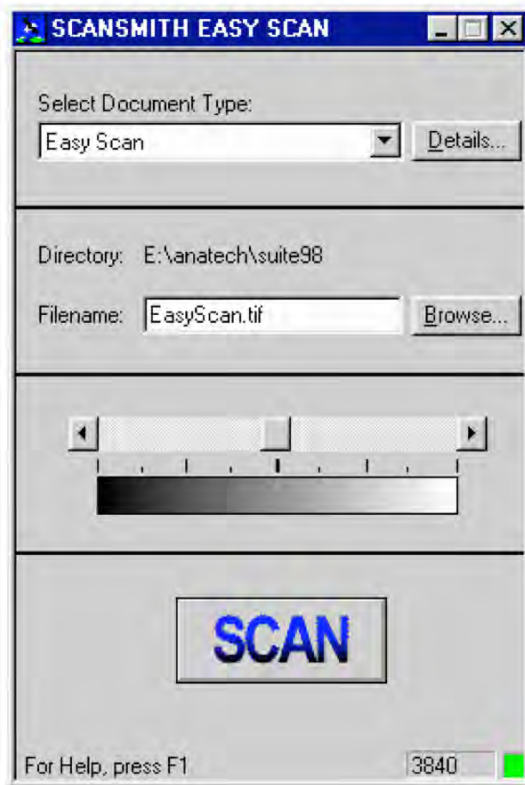 SCANSMITH EASY SCAN
Select Document Type:
Easy Scan
Details...
Directory: E:\anatech\suite98
Filename: EasyScan.tif
Browse...
SCAN
For Help, press F1
3840